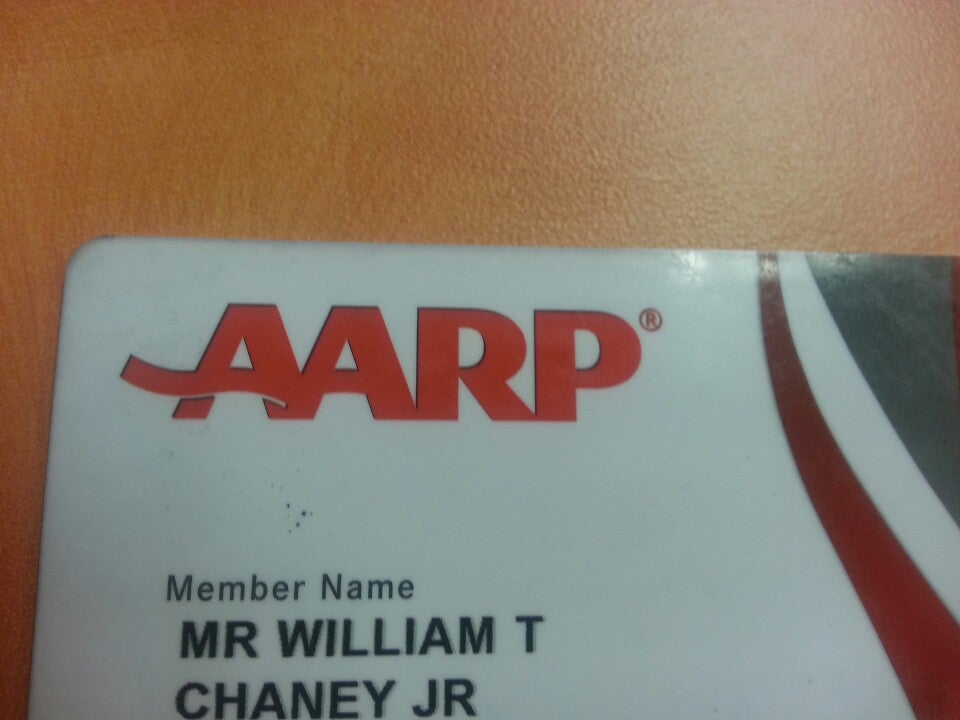 AARP®
Member Name
MR WILLIAM T
CHANEY JR